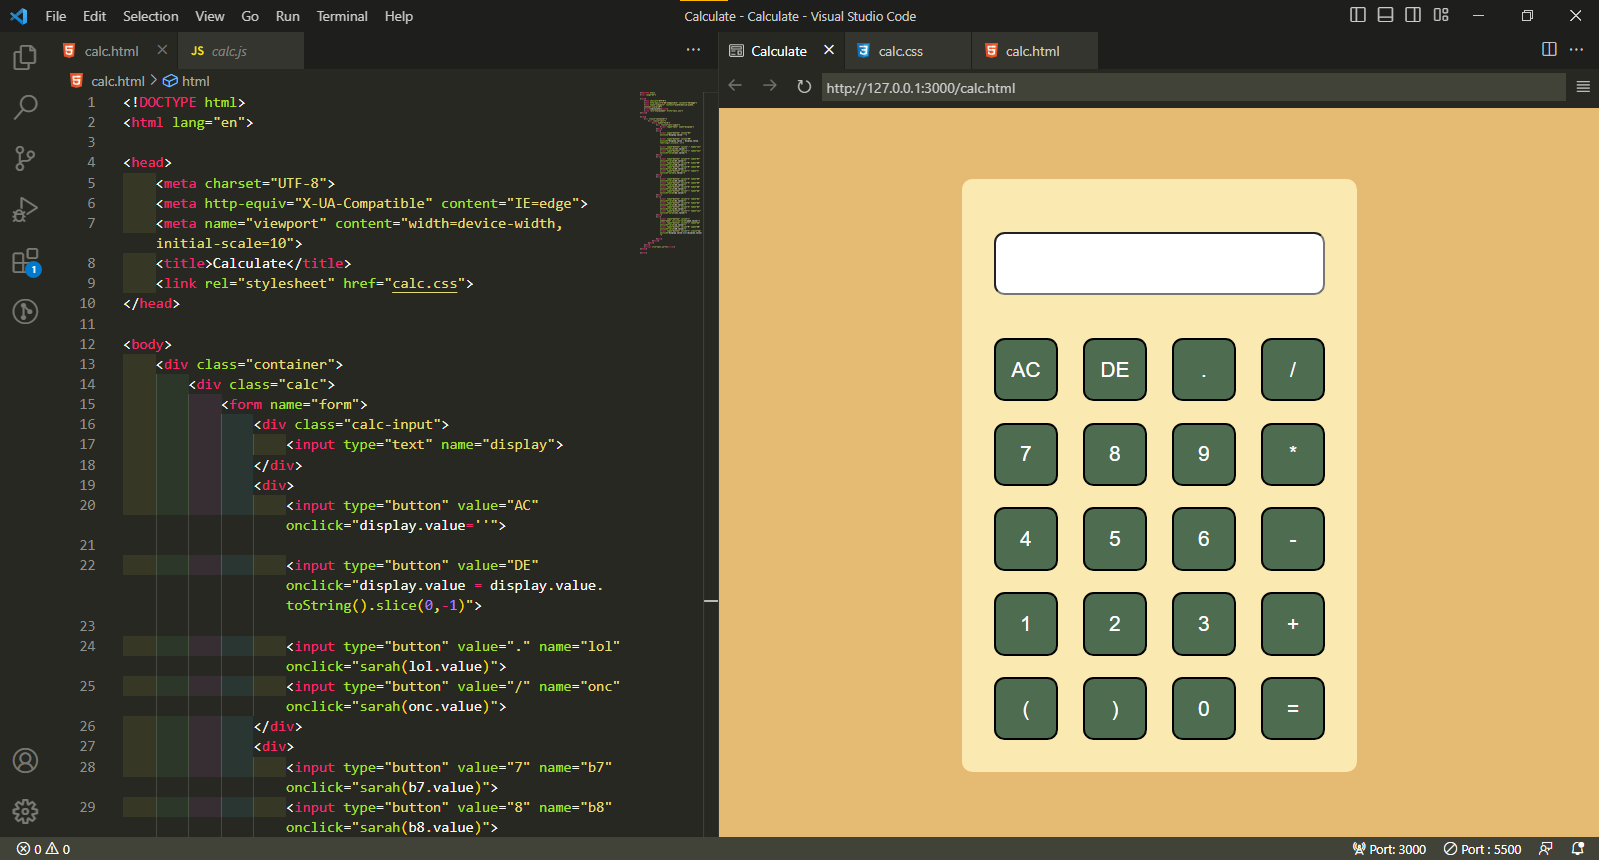 File Edit Selection View Go Run Terminal Help
Calculate - Calculate - Visual Studio Code
calc.html
JS calc.js
Calculate
calc.css
calc.html
calc.html > html
http://127.0.0.1:3000/calc.html
1 <!DOCTYPE html>
2 <html lang="en">
3
4 <head>
5 <meta charset="UTF-8">
6 <meta http-equiv="X-UA-Compatible" content="IE=edge">
7 <meta name="viewport" content="width=device-width,
initial-scale=10">
8 <title>Calculate</title>
9 <link rel="stylesheet" href="calc.css">
10 </head>
11
12 <body>
13 <div class="container">
14 <div class="calc">
15 <form name="form">
16 <div class="calc-input">
17 <input type="text" name="display">
18 </div>
19 <div>
20 <input type="button" value="AC"
onclick="display.value=''">
21
22 <input type="button" value="DE"
onclick="display.value = display.value.
toString().slice(0,-1)">
23
24 <input type="button" value="." name="lol"
onclick="sarah(lol.value)">
25 <input type="button" value="/" name="onc"
onclick="sarah(onc.value)">
26 </div>
27 <div>
28 <input type="button" value="7" name="b7"
onclick="sarah(b7.value)">
29 <input type="button" value="8" name="b8"
onclick="sarah(b8.value)">
AC DE . /
7 8 9 *
4 5 6 -
1 2 3 +
( ) 0 =
1
0 0
Port: 3000
Port : 5500